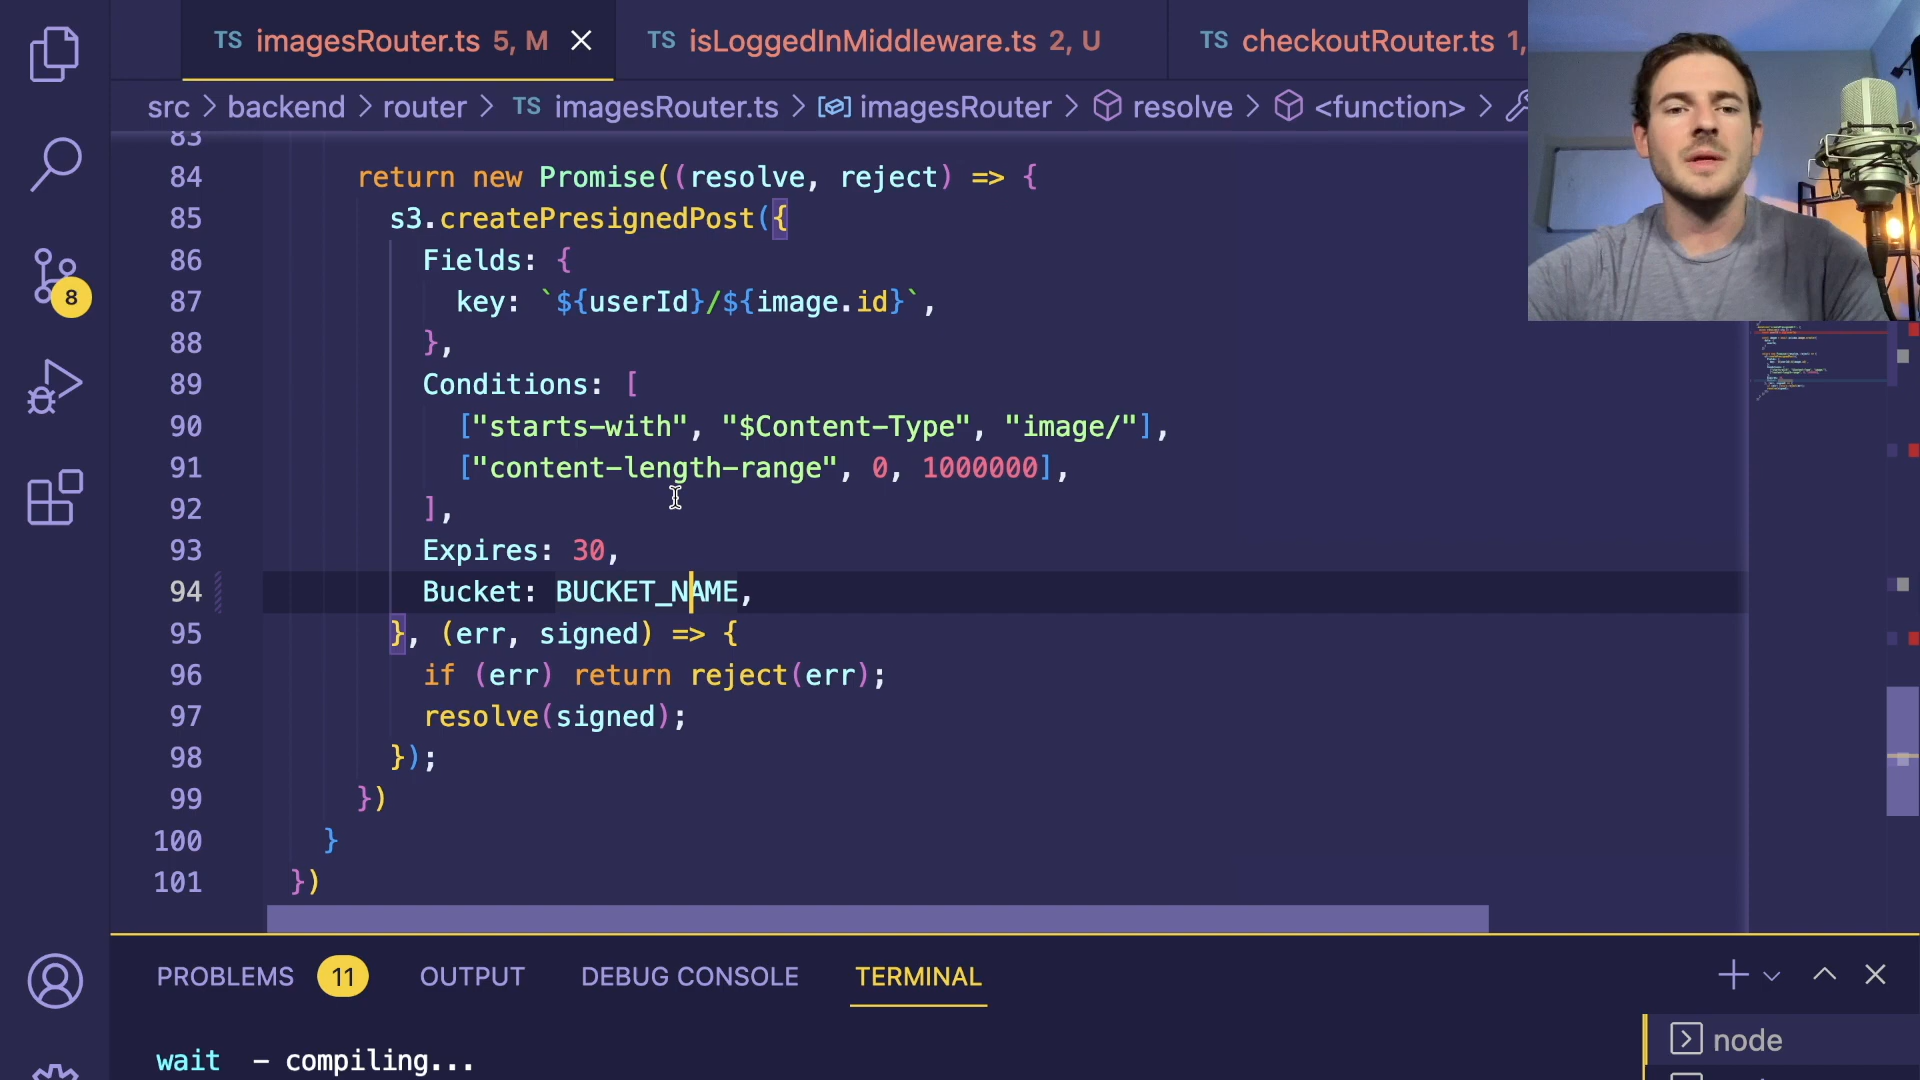 TS imagesRouter.ts 5, M
TS isLoggedInMiddleware.ts 2, U
TS checkoutRouter.ts 1,
src > backend > router > TS imagesRouter.ts > imagesRouter > resolve > <function> >
83
84 return new Promise((resolve, reject) => {
85 s3.createPresignedPost({
86 Fields: {
87 key: `${userId}/${image.id}`,
88 },
89 Conditions: [
90 ["starts-with", "$Content-Type", "image/"],
91 ["content-length-range", 0, 1000000],
92 ],
93 Expires: 30,
94 Bucket: BUCKET_NAME,
95 }, (err, signed) => {
96 if (err) return reject(err);
97 resolve(signed);
98 });
99 })
100 }
101 })
8
PROBLEMS 11 OUTPUT DEBUG CONSOLE TERMINAL
wait - compiling...
node